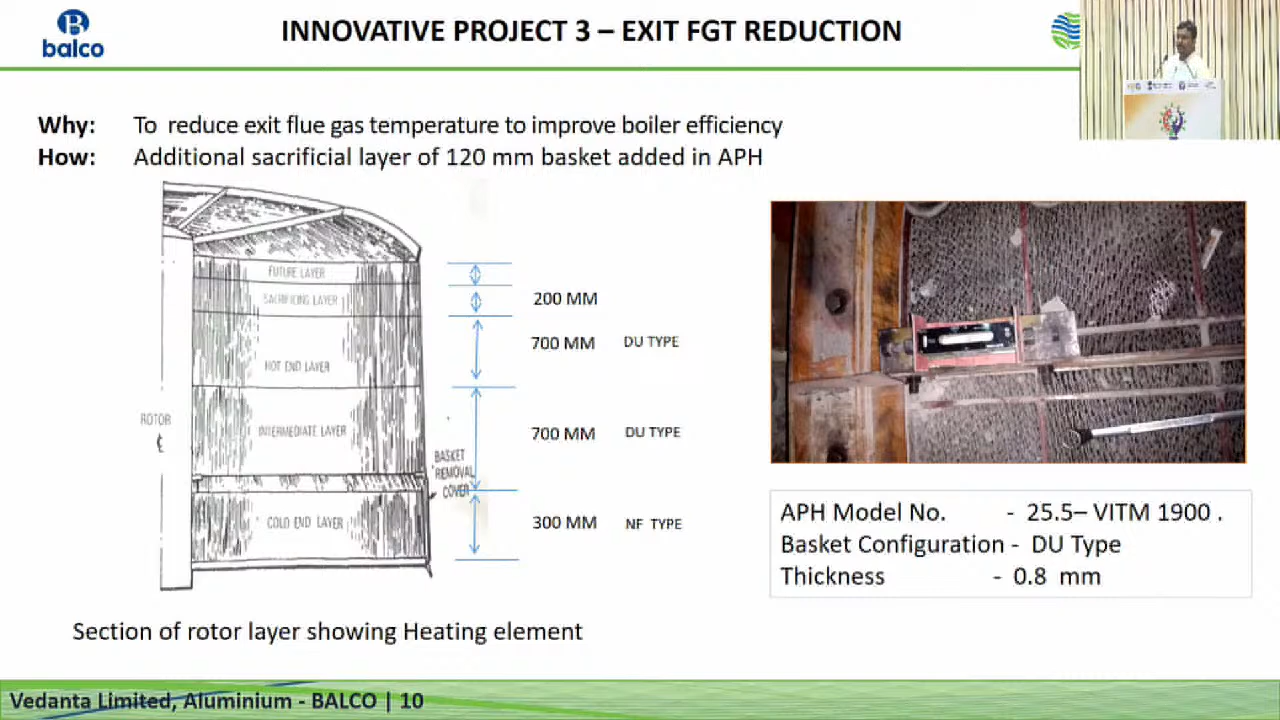 balco
INNOVATIVE PROJECT 3 – EXIT FGT REDUCTION
Why: To reduce exit flue gas temperature to improve boiler efficiency
How: Additional sacrificial layer of 120 mm basket added in APH
FUTURE LAYER
SACRIFICING LAYER
200 MM
700 MM DU TYPE
HOT END LAYER
ROTOR
INTERMEDIATE LAYER
700 MM DU TYPE
BASKET
REMOVAL
COVER
COLD END LAYER
300 MM NF TYPE
APH Model No. - 25.5– VITM 1900 .
Basket Configuration - DU Type
Thickness - 0.8 mm
Section of rotor layer showing Heating element
Vedanta Limited, Aluminium - BALCO | 10